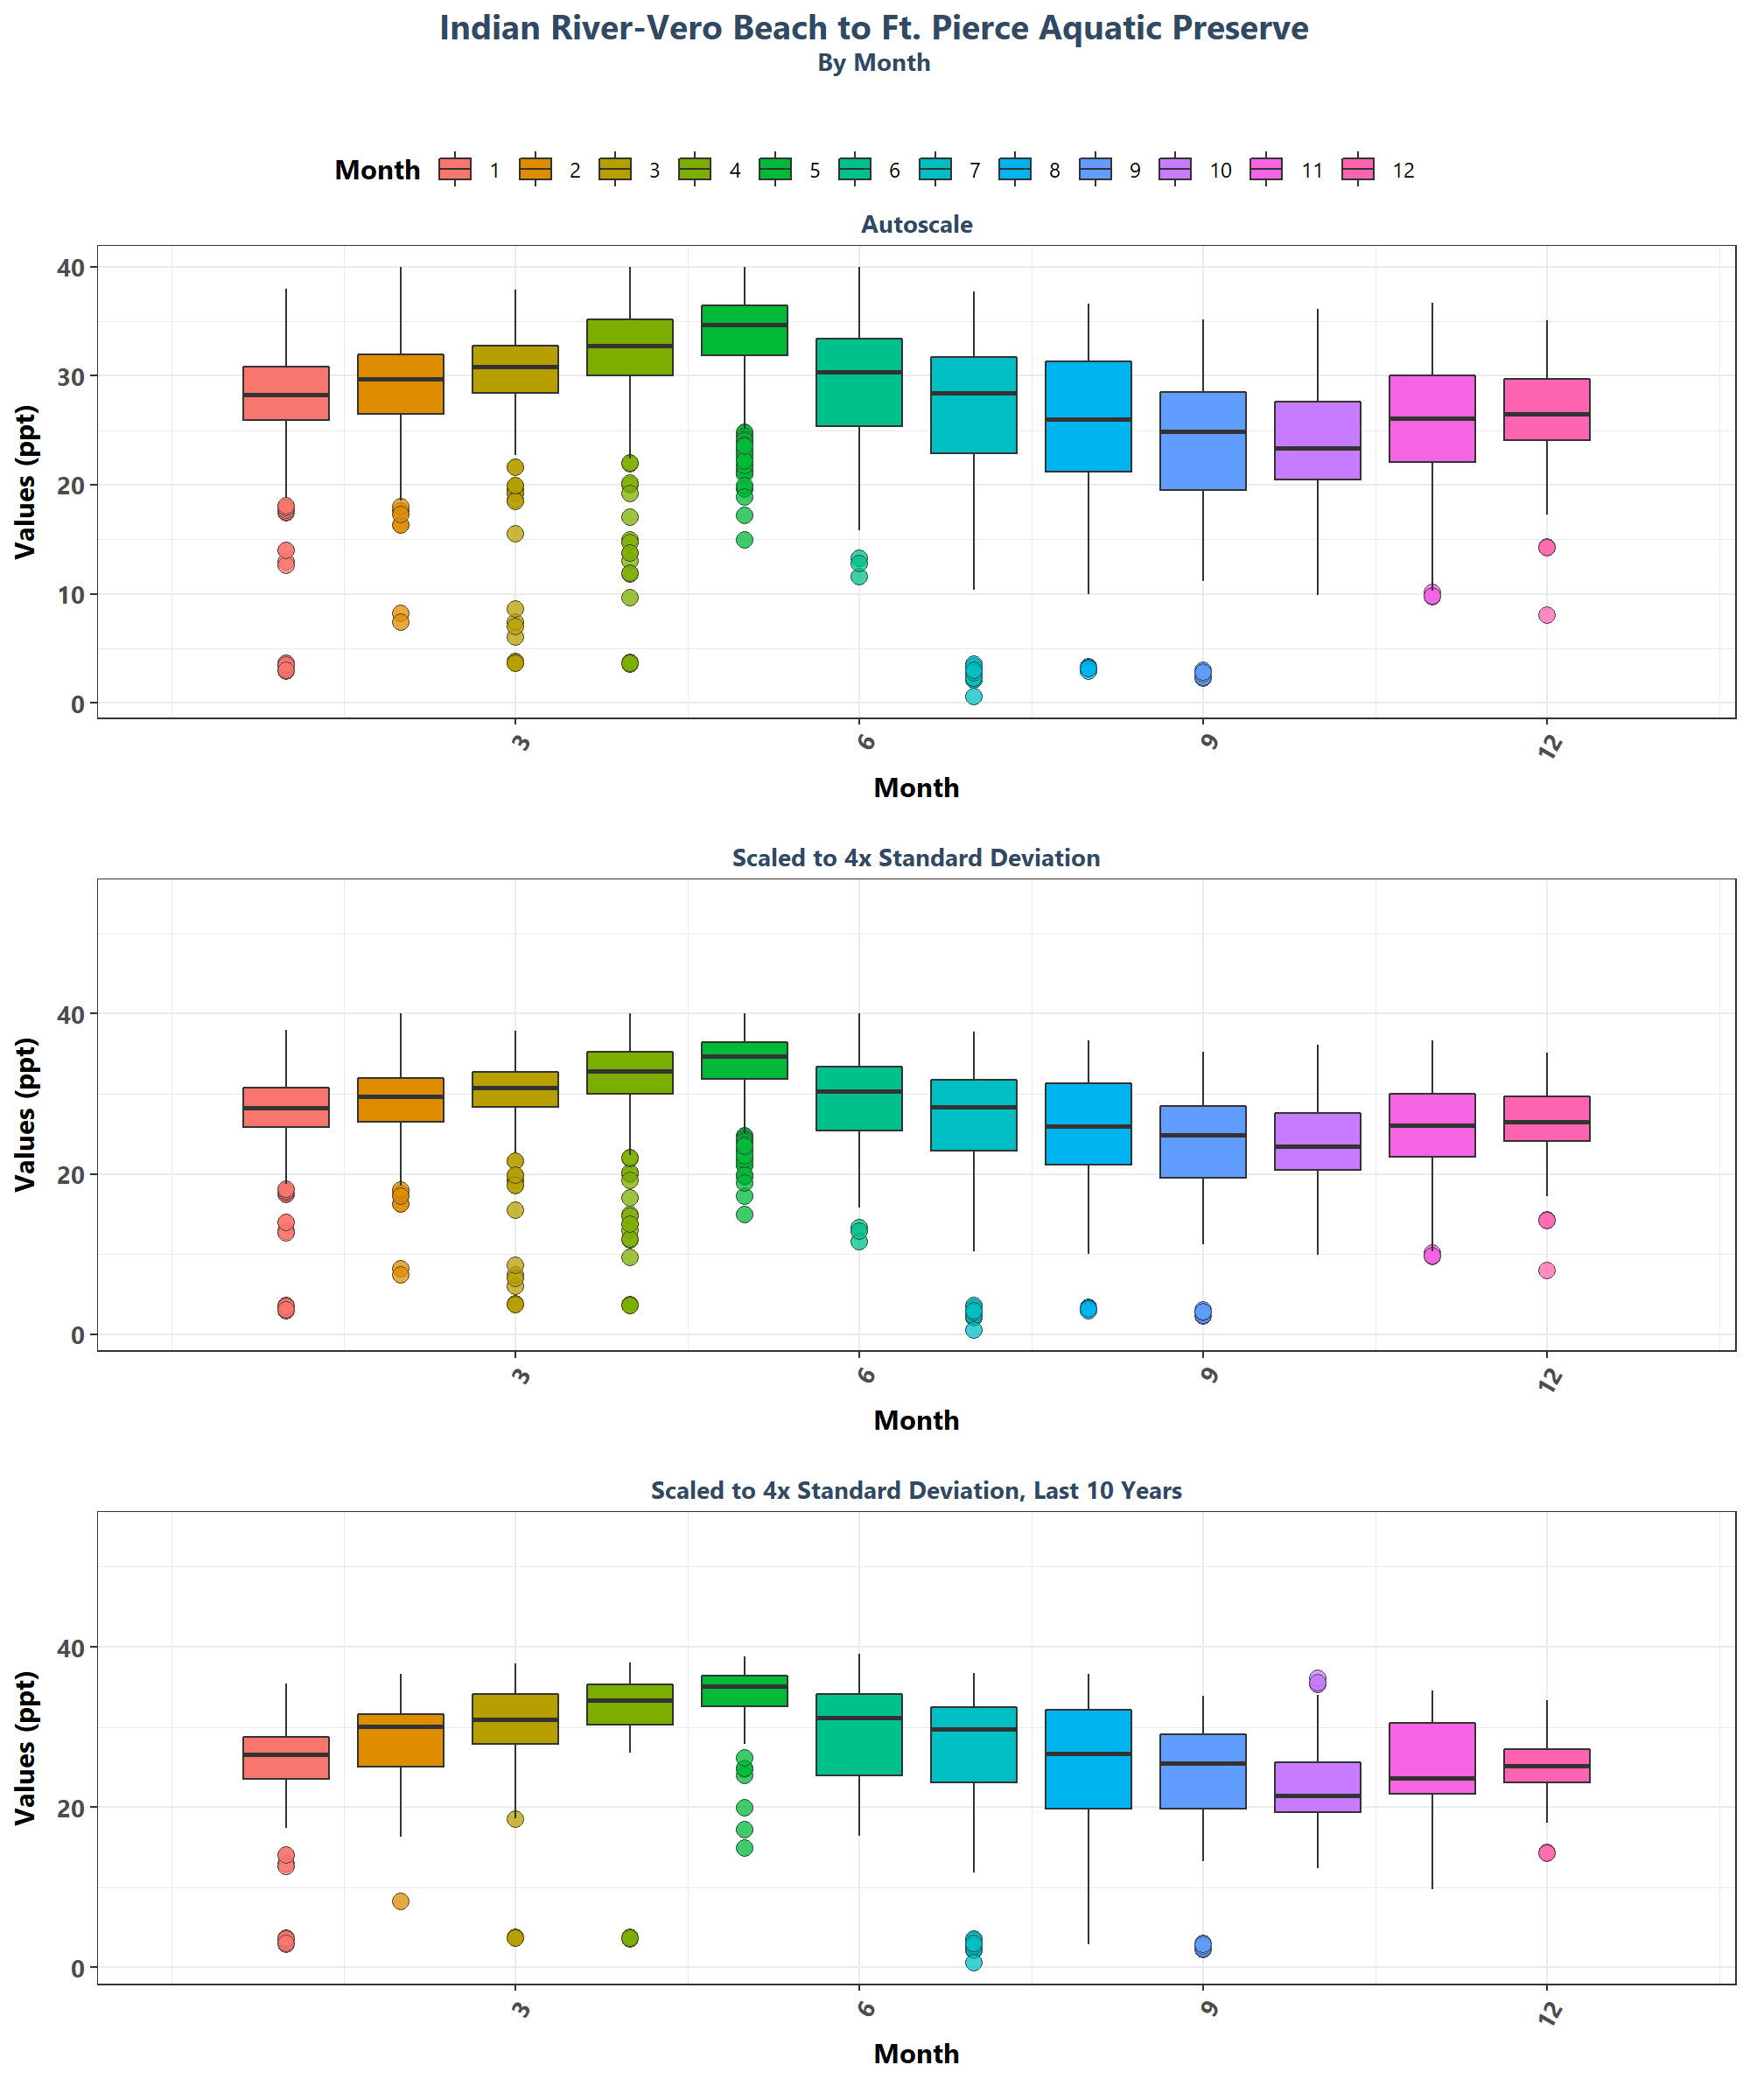 Indian River-Vero Beach to Ft. Pierce Aquatic Preserve
By Month
Month 1 2 3 4 5 6 7 8 9 10 11 12
Autoscale
Values (ppt)
40
30
20
10
0
3 6 9 12
Month
Scaled to 4x Standard Deviation
Values (ppt)
40
20
0
3 6 9 12
Month
Scaled to 4x Standard Deviation, Last 10 Years
Values (ppt)
40
20
0
3 6 9 12
Month